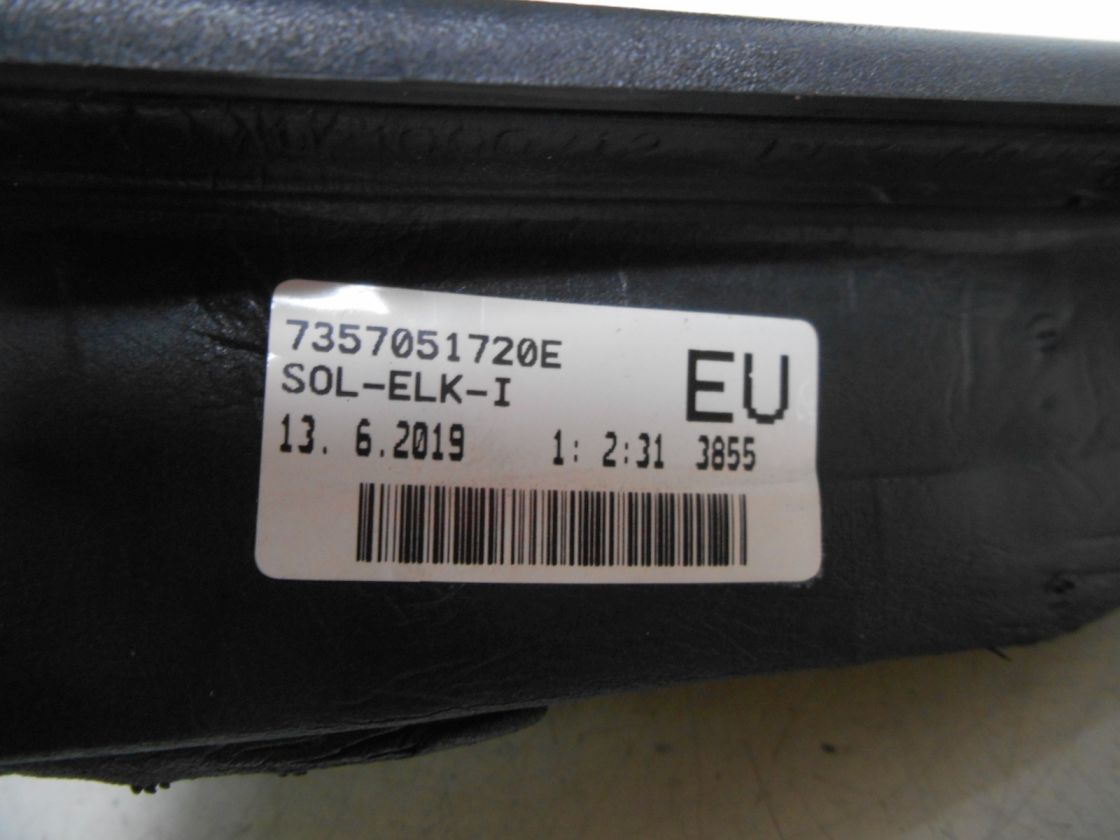 7357051720E
SOL-ELK-I
EU
13. 6.2019 1: 2:31 3855